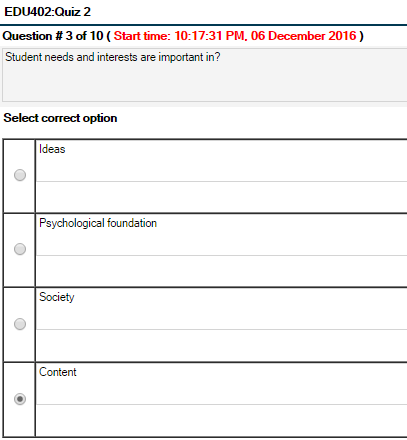 EDU402:Quiz 2
Question # 3 of 10 ( Start time: 10:17:31 PM, 06 December 2016 )
Student needs and interests are important in?
Select correct option
Ideas
Psychological foundation
Society
Content